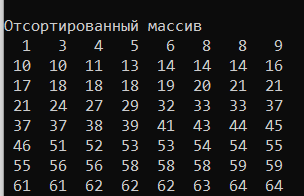 Отсортированный массив
1 3 4 5 6 8 8 9
10 10 11 13 14 14 14 16
17 18 18 18 19 20 21 21
21 24 27 29 32 33 33 37
37 37 38 39 41 43 44 45
46 51 52 53 53 54 54 55
55 56 56 58 58 58 59 59
61 61 62 62 62 63 64 64